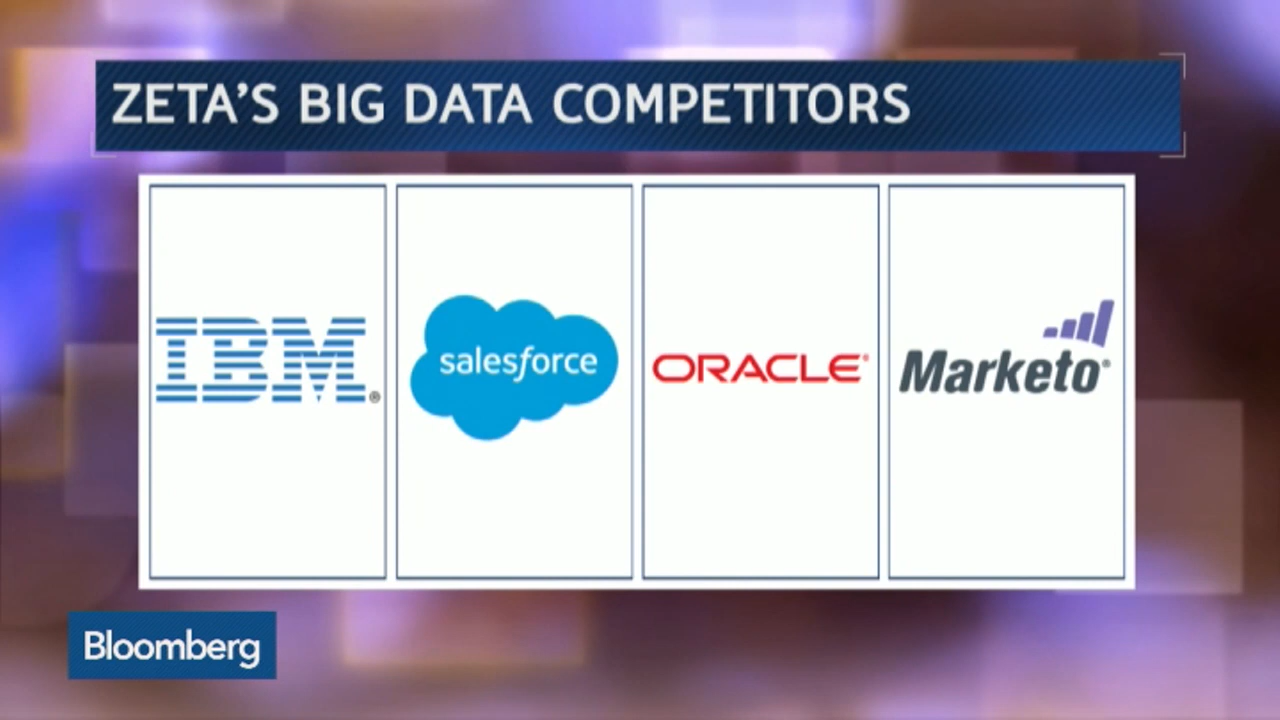 ZETA'S BIG DATA COMPETITORS
IBM®
salesforce
ORACLE®
Marketo®
Bloomberg